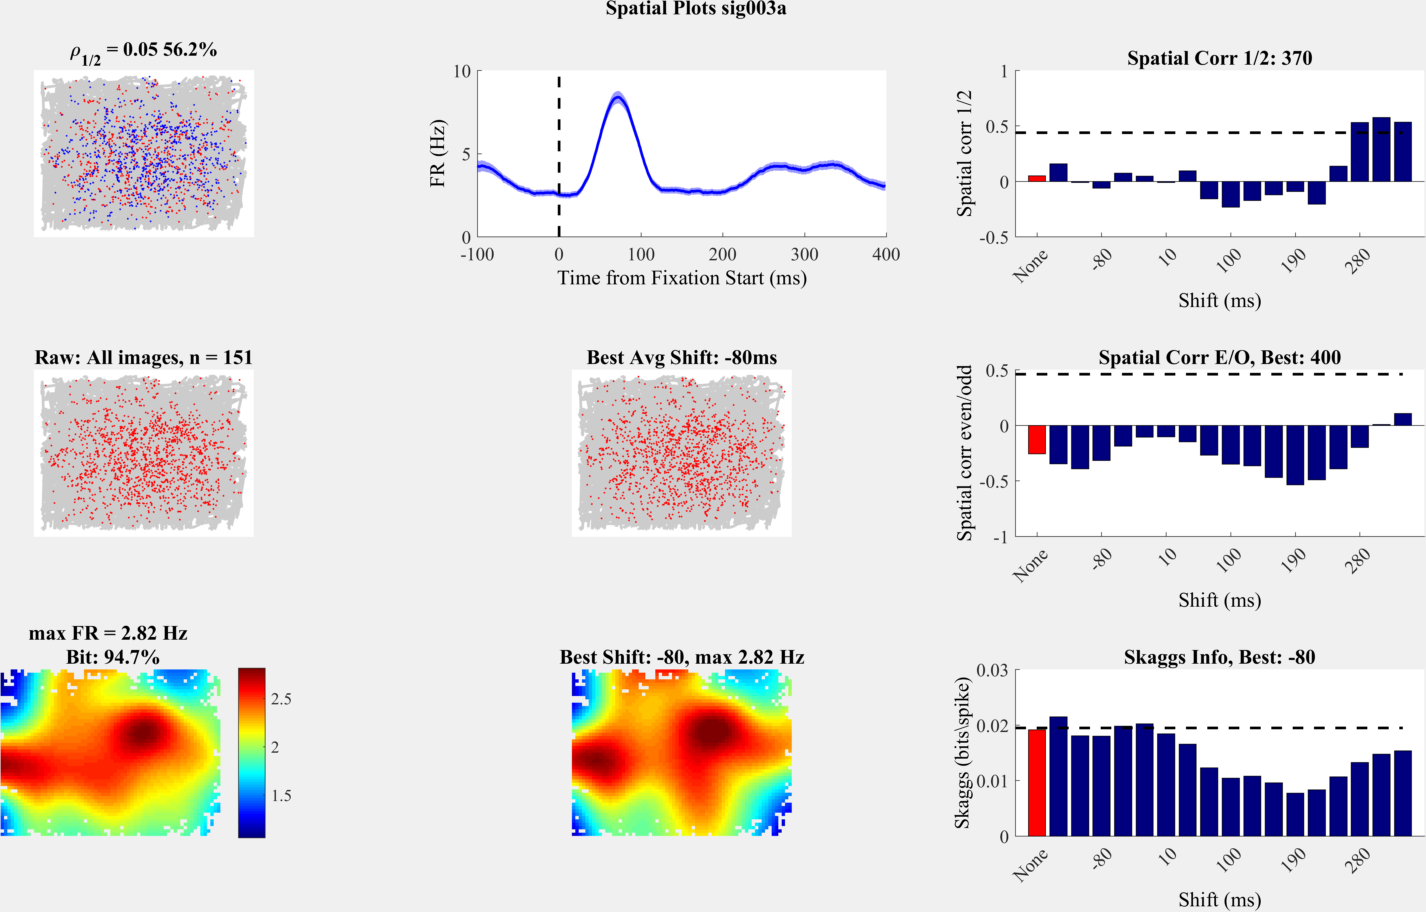 Spatial Plots sig003a
ρ1/2 = 0.05 56.2%
10
5
0
FR (Hz)
-100
0
100
200
300
400
Time from Fixation Start (ms)
Spatial Corr 1/2: 370
1
0.5
0
-0.5
Spatial corr 1/2
None
-80
10
100
190
280
Shift (ms)
Raw: All images, n = 151
Best Avg Shift: -80ms
Spatial Corr E/O, Best: 400
0.5
0
-0.5
-1
Spatial corr even/odd
None
-80
10
100
190
280
Shift (ms)
max FR = 2.82 Hz
Bit: 94.7%
2.5
2
1.5
Best Shift: -80, max 2.82 Hz
Skaggs Info, Best: -80
0.03
0.02
0.01
0
Skaggs (bits\spike)
None
-80
10
100
190
280
Shift (ms)